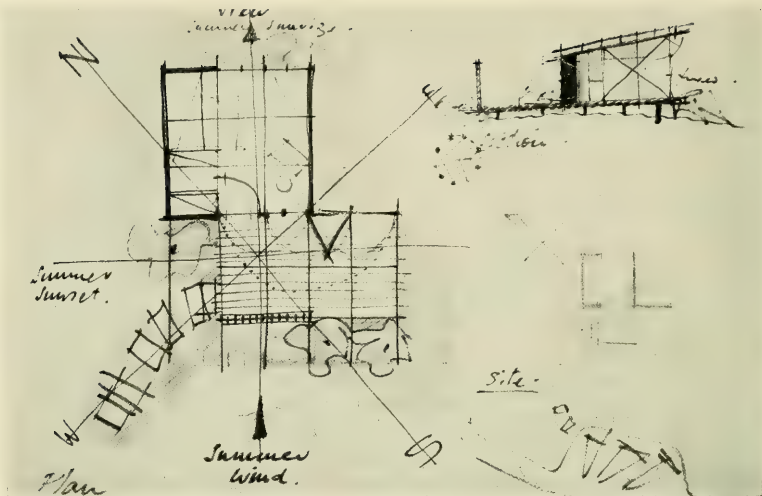 View
Summer Sunrise.
N
E
Summer
Sunset.
Site.
W
S
Summer
Wind.
Plan